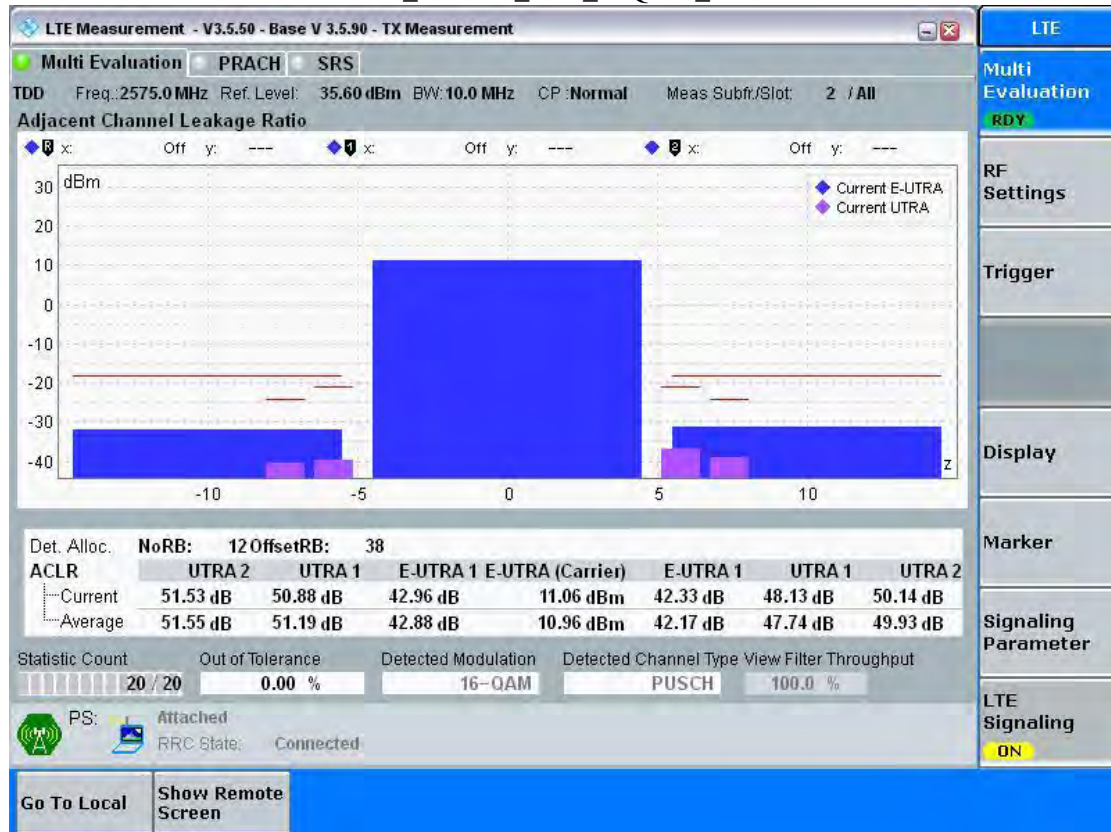 LTE Measurement - V3.5.50 - Base V 3.5.90 - TX Measurement
LTE
Multi Evaluation PRACH SRS
TDD Freq.:2575.0 MHz Ref. Level: 35.60 dBm BW:10.0 MHz CP :Normal Meas Subfr./Slot: 2 / All
Adjacent Channel Leakage Ratio
R x: Off y: --- 1 x: Off y: --- 2 x: Off y: ---
dBm
Current E-UTRA
Current UTRA
30
20
10
0
-10
-20
-30
-40
z
-10 -5 0 5 10
Det. Alloc. NoRB: 12 OffsetRB: 38
ACLR UTRA 2 UTRA 1 E-UTRA 1 E-UTRA (Carrier) E-UTRA 1 UTRA 1 UTRA 2
Current 51.53 dB 50.88 dB 42.96 dB 11.06 dBm 42.33 dB 48.13 dB 50.14 dB
Average 51.55 dB 51.19 dB 42.88 dB 10.96 dBm 42.17 dB 47.74 dB 49.93 dB
Statistic Count Out of Tolerance Detected Modulation Detected Channel Type View Filter Throughput
20 / 20 0.00 % 16-QAM PUSCH 100.0 %
PS: Attached
RRC State: Connected
Go To Local
Show Remote
Screen
Multi
Evaluation
RDY
RF
Settings
Trigger
Display
Marker
Signaling
Parameter
LTE
Signaling
ON